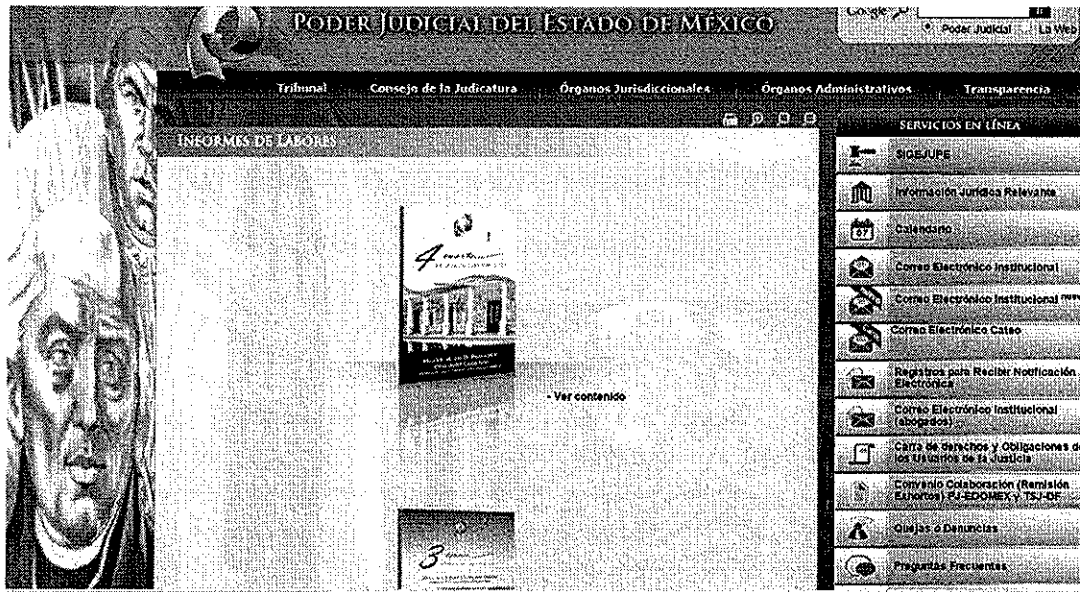 PODER JUDICIAL DEL ESTADO DE MÉXICO
Google
Poder Judicial La Web
Tribunal Consejo de la Judicatura Órganos Jurisdiccionales Órganos Administrativos Transparencia
INFORMES DE LABORES
4
- Ver contenido
3
SERVICIOS EN LÍNEA
SIGEJUPE
Información Jurídica Relevante
Calendario
Correo Electrónico Institucional
Correo Electrónico Institucional
Correo Electrónico Cateo
Registros para Recibir Notificación
Electrónica
Correo Electrónico Institucional
(abogados)
Carta de derechos y Obligaciones de
los Usuarios de la Justicia
Convenio Colaboración (Remisión
Exhortos) PJ-EDOMEX y TSJ-DF
Quejas o Denuncias
Preguntas Frecuentes